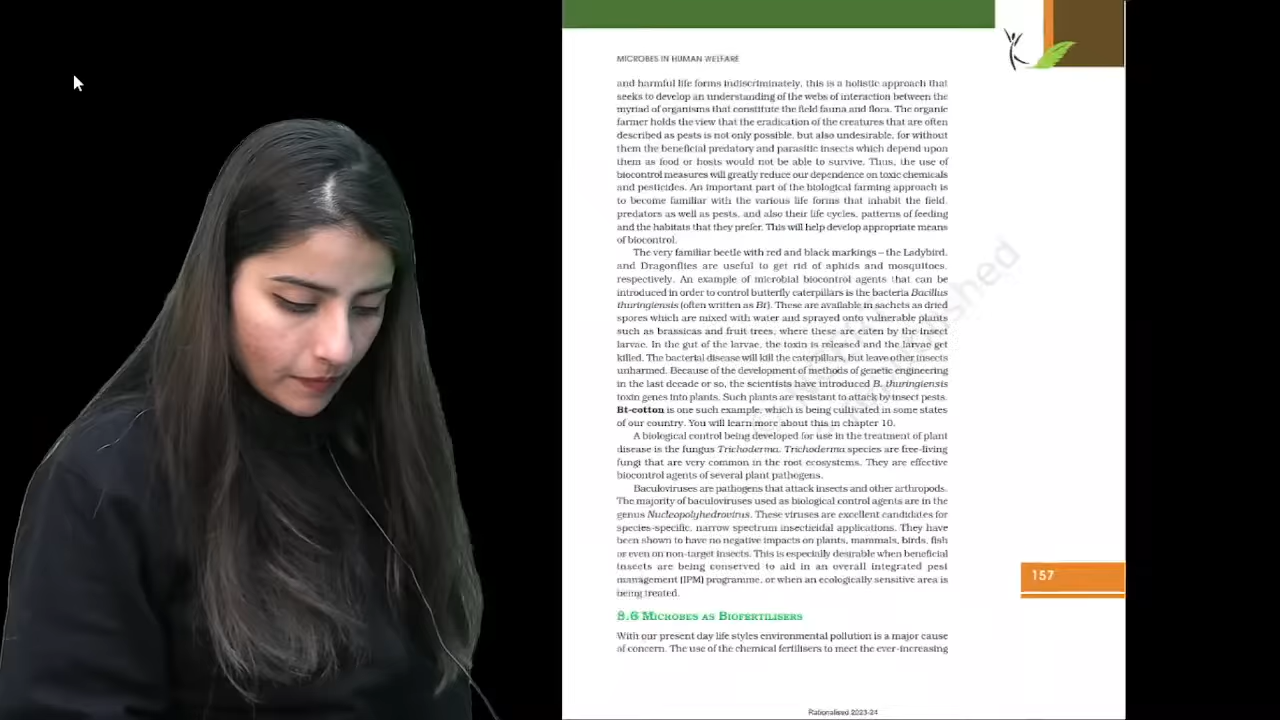 MICROBES IN HUMAN WELFARE
and harmful life forms indiscriminately, this is a holistic approach that
seeks to develop an understanding of the webs of interaction between the
myriad of organisms that constitute the field fauna and flora. The organic
farmer holds the view that the eradication of the creatures that are often
described as pests is not only possible, but also undesirable, for without
them the beneficial predatory and parasitic insects which depend upon
them as food or hosts would not be able to survive. Thus, the use of
biocontrol measures will greatly reduce our dependence on toxic chemicals
and pesticides. An important part of the biological farming approach is
to become familiar with the various life forms that inhabit the field,
predators as well as pests, and also their life cycles, patterns of feeding
and the habitats that they prefer. This will help develop appropriate means
of biocontrol.
The very familiar beetle with red and black markings – the Ladybird,
and Dragonflies are useful to get rid of aphids and mosquitoes,
respectively. An example of microbial biocontrol agents that can be
introduced in order to control butterfly caterpillars is the bacteria Bacillus
thuringiensis (often written as Bt). These are available in sachets as dried
spores which are mixed with water and sprayed onto vulnerable plants
such as brassicas and fruit trees, where these are eaten by the insect
larvae. In the gut of the larvae, the toxin is released and the larvae get
killed. The bacterial disease will kill the caterpillars, but leave other insects
unharmed. Because of the development of methods of genetic engineering
in the last decade or so, the scientists have introduced B. thuringiensis
toxin genes into plants. Such plants are resistant to attack by insect pests.
Bt-cotton is one such example, which is being cultivated in some states
of our country. You will learn more about this in chapter 10.
A biological control being developed for use in the treatment of plant
disease is the fungus Trichoderma. Trichoderma species are free-living
fungi that are very common in the root ecosystems. They are effective
biocontrol agents of several plant pathogens.
Baculoviruses are pathogens that attack insects and other arthropods.
The majority of baculoviruses used as biological control agents are in the
genus Nucleopolyhedrovirus. These viruses are excellent candidates for
species-specific, narrow spectrum insecticidal applications. They have
been shown to have no negative impacts on plants, mammals, birds, fish
or even on non-target insects. This is especially desirable when beneficial
insects are being conserved to aid in an overall integrated pest
management (IPM) programme, or when an ecologically sensitive area is
being treated.
157
8.6 MICROBES AS BIOFERTILISERS
With our present day life styles environmental pollution is a major cause
of concern. The use of the chemical fertilisers to meet the ever-increasing
Rationalised 2023-24